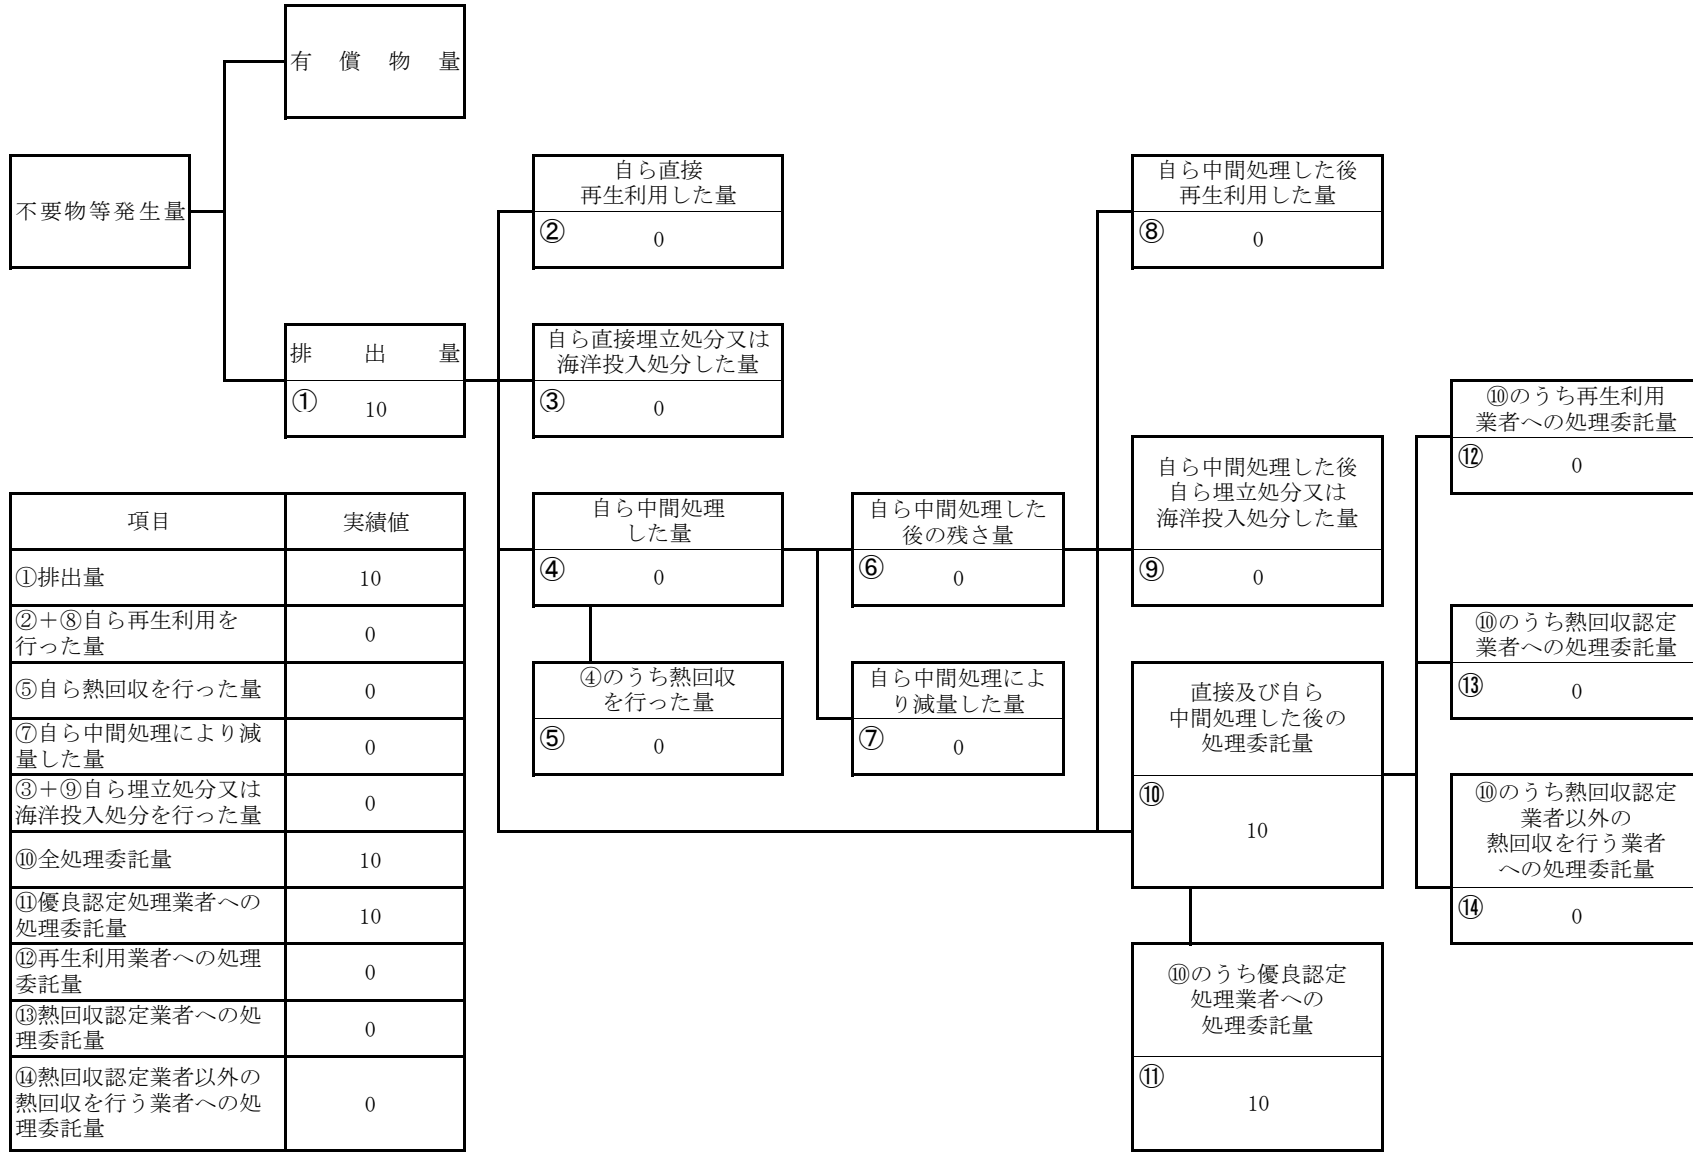 有償物量
不要物等発生量
自ら直接
再生利用した量
② 0
自ら中間処理した後
再生利用した量
⑧ 0
排出量
① 10
自ら直接埋立処分又は
海洋投入処分した量
③ 0
⑩のうち再生利用
業者への処理委託量
⑫ 0
自ら中間処理した後
自ら埋立処分又は
海洋投入処分した量
⑨ 0
自ら中間処理
した量
④ 0
自ら中間処理した
後の残さ量
⑥ 0
⑩のうち熱回収認定
業者への処理委託量
⑬ 0
④のうち熱回収
を行った量
⑤ 0
自ら中間処理によ
り減量した量
⑦ 0
直接及び自ら
中間処理した後の
処理委託量
⑩
10
⑩のうち熱回収認定
業者以外の
熱回収を行う業者
への処理委託量
⑭ 0
⑩のうち優良認定
処理業者への
処理委託量
⑪
10
項目 実績値
①排出量 10
②+⑧自ら再生利用を
行った量 0
⑤自ら熱回収を行った量 0
⑦自ら中間処理により減
量した量 0
③+⑨自ら埋立処分又は
海洋投入処分を行った量 0
⑩全処理委託量 10
⑪優良認定処理業者への
処理委託量 10
⑫再生利用業者への処理
委託量 0
⑬熱回収認定業者への処
理委託量 0
⑭熱回収認定業者以外の
熱回収を行う業者への処
理委託量 0